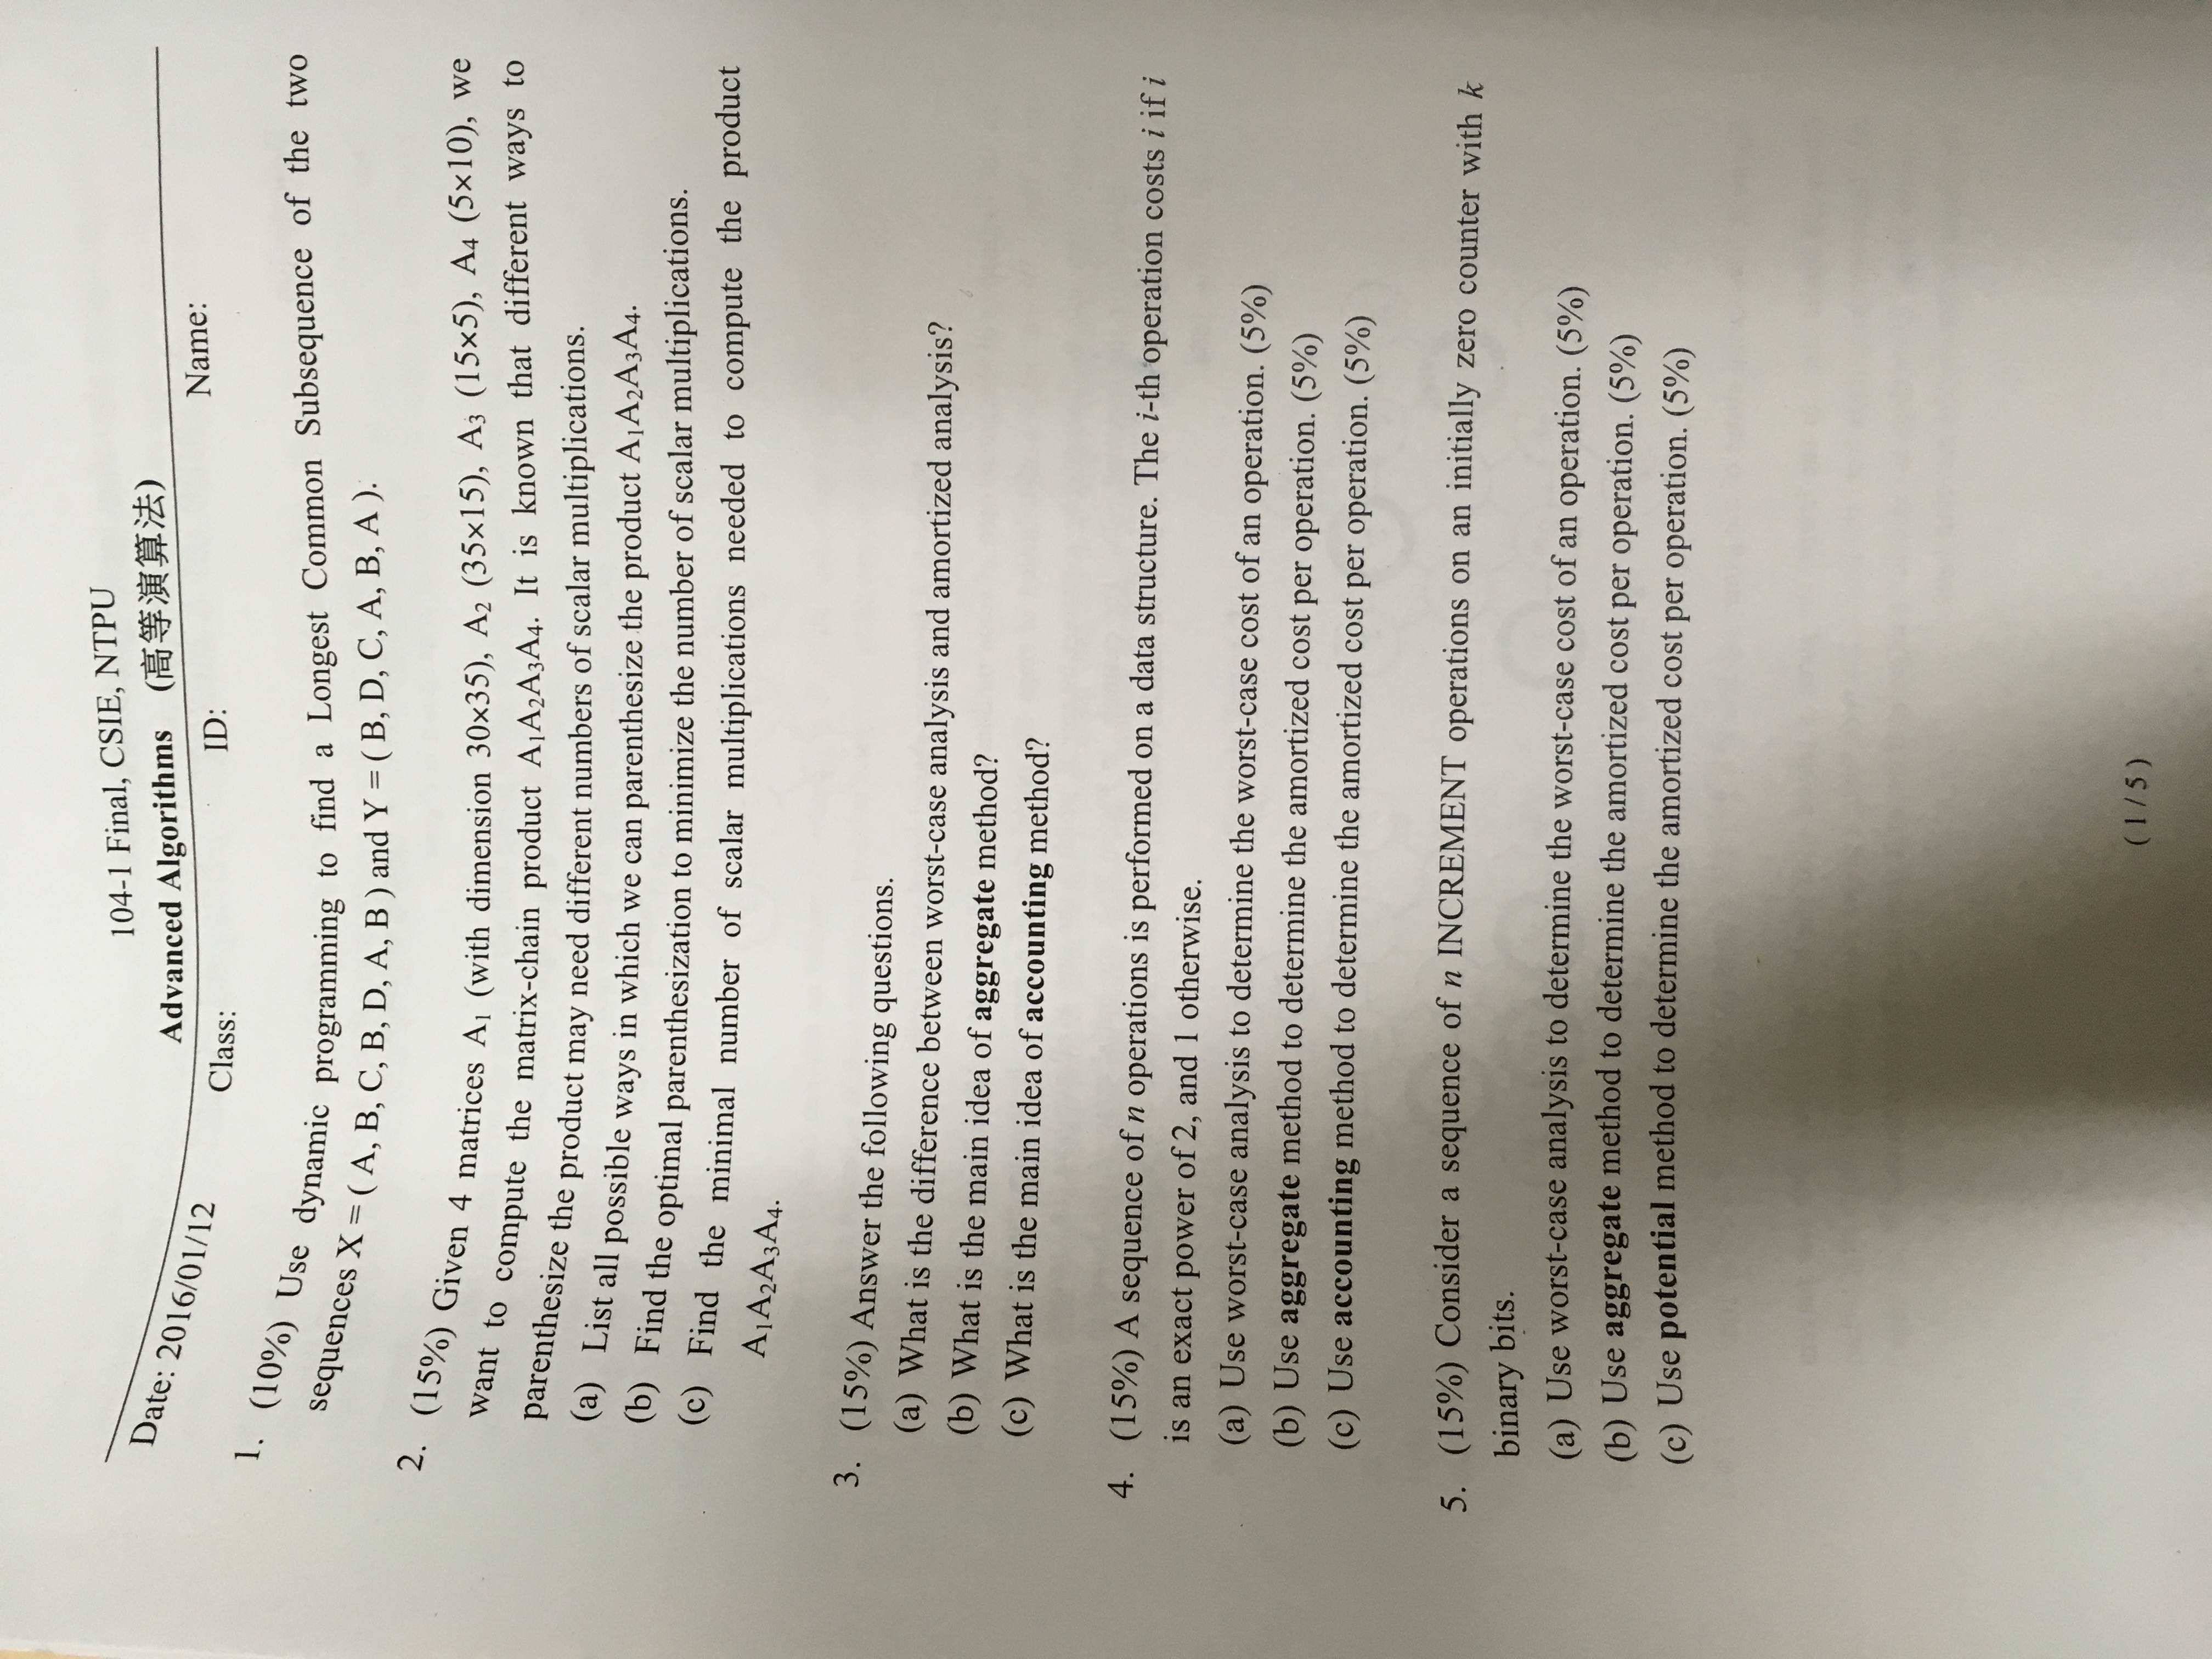 104-1 Final, CSIE, NTPU
Advanced Algorithms (高等演算法)
Date: 2016/01/12 Class: ID: Name:
1. (10%) Use dynamic programming to find a Longest Common Subsequence of the two
sequences X = ( A, B, C, B, D, A, B ) and Y = ( B, D, C, A, B, A ).
2. (15%) Given 4 matrices A₁ (with dimension 30×35), A₂ (35×15), A₃ (15×5), A₄ (5×10), we
want to compute the matrix-chain product A₁A₂A₃A₄. It is known that different ways to
parenthesize the product may need different numbers of scalar multiplications.
(a) List all possible ways in which we can parenthesize the product A₁A₂A₃A₄.
(b) Find the optimal parenthesization to minimize the number of scalar multiplications.
(c) Find the minimal number of scalar multiplications needed to compute the product
A₁A₂A₃A₄.
3. (15%) Answer the following questions.
(a) What is the difference between worst-case analysis and amortized analysis?
(b) What is the main idea of aggregate method?
(c) What is the main idea of accounting method?
4. (15%) A sequence of n operations is performed on a data structure. The i-th operation costs i if i
is an exact power of 2, and 1 otherwise.
(a) Use worst-case analysis to determine the worst-case cost of an operation. (5%)
(b) Use aggregate method to determine the amortized cost per operation. (5%)
(c) Use accounting method to determine the amortized cost per operation. (5%)
5. (15%) Consider a sequence of n INCREMENT operations on an initially zero counter with k
binary bits.
(a) Use worst-case analysis to determine the worst-case cost of an operation. (5%)
(b) Use aggregate method to determine the amortized cost per operation. (5%)
(c) Use potential method to determine the amortized cost per operation. (5%)
( 1 / 5 )